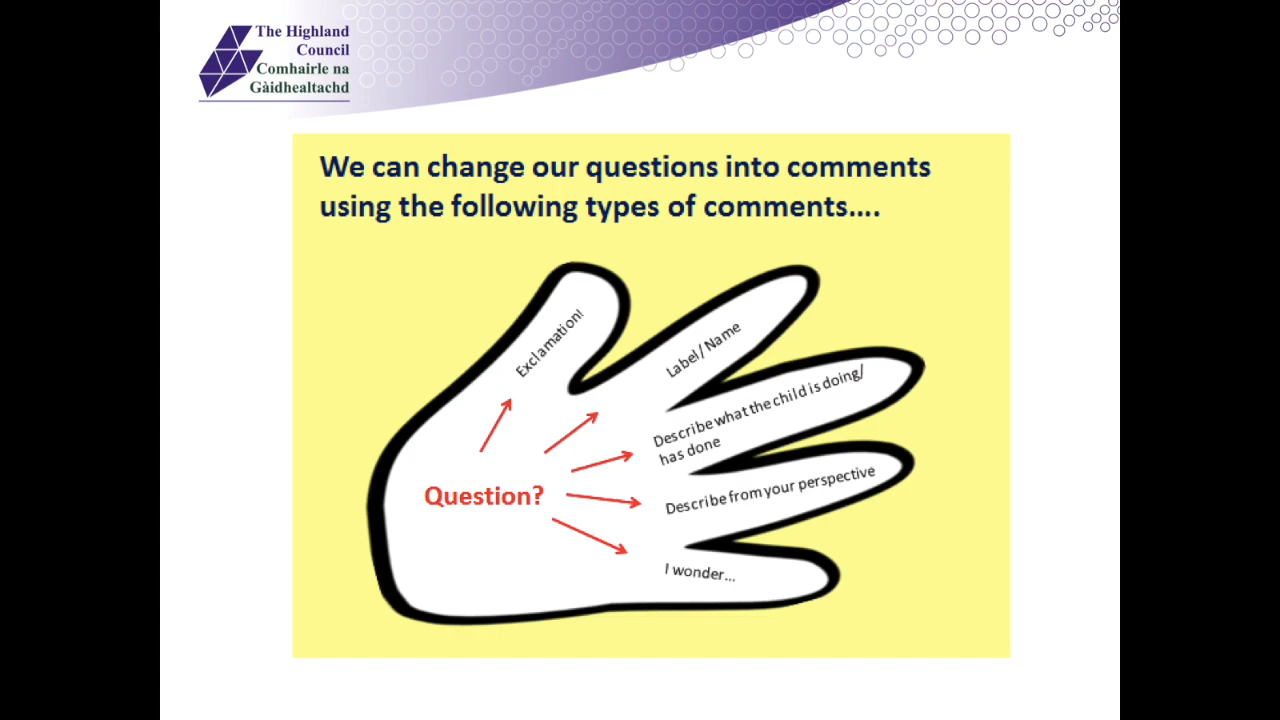 The Highland
Council
Comhairle na
Gàidhealtachd
We can change our questions into comments
using the following types of comments....
Exclamation!
Label/ Name
Describe what the child is doing/
has done
Describe from your perspective
I wonder...
Question?